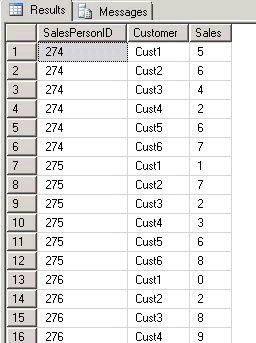 Results Messages
SalesPersonID Customer Sales
1 274 Cust1 5
2 274 Cust2 6
3 274 Cust3 4
4 274 Cust4 2
5 274 Cust5 6
6 274 Cust6 7
7 275 Cust1 1
8 275 Cust2 7
9 275 Cust3 2
10 275 Cust4 3
11 275 Cust5 6
12 275 Cust6 8
13 276 Cust1 0
14 276 Cust2 2
15 276 Cust3 8
16 276 Cust4 9